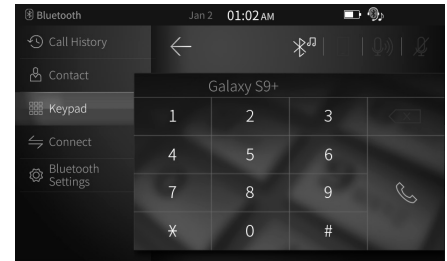 Bluetooth
Jan 2 01:02 AM
Call History
Contact
Keypad
Connect
Bluetooth
Settings
Galaxy S9+
1 2 3
4 5 6
7 8 9
* 0 #